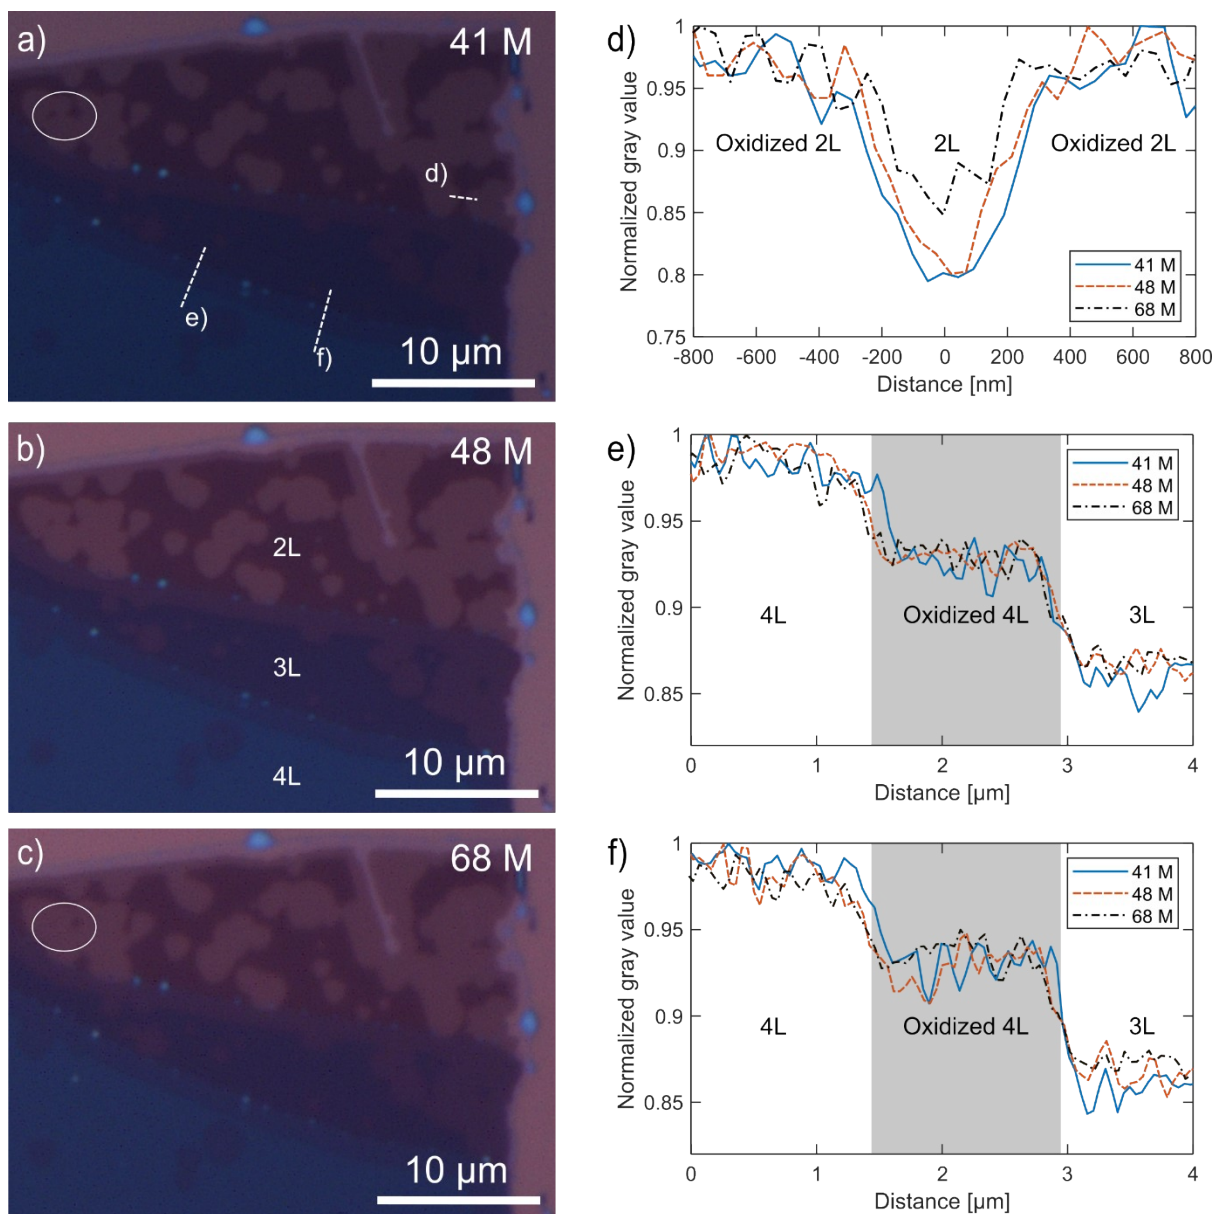 a)
41 M
d)
e)
f)
10 µm
b)
48 M
2L
3L
4L
10 µm
c)
68 M
10 µm
d)
1
0.95
0.9
0.85
0.8
0.75
Normalized gray value
Oxidized 2L
2L
Oxidized 2L
41 M
48 M
68 M
-800
-600
-400
-200
0
200
400
600
800
Distance [nm]
e)
1
0.95
0.9
0.85
Normalized gray value
41 M
48 M
68 M
4L
Oxidized 4L
3L
0
1
2
3
4
Distance [µm]
f)
1
0.95
0.9
0.85
Normalized gray value
41 M
48 M
68 M
4L
Oxidized 4L
3L
0
1
2
3
4
Distance [µm]